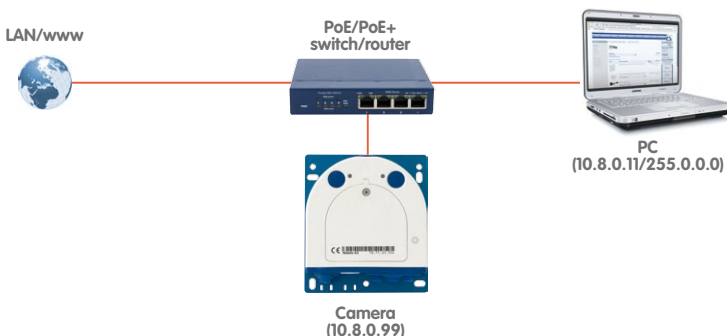 LAN/www
PoE/PoE+
switch/router
PC
(10.8.0.11/255.0.0.0)
Camera
(10.8.0.99)